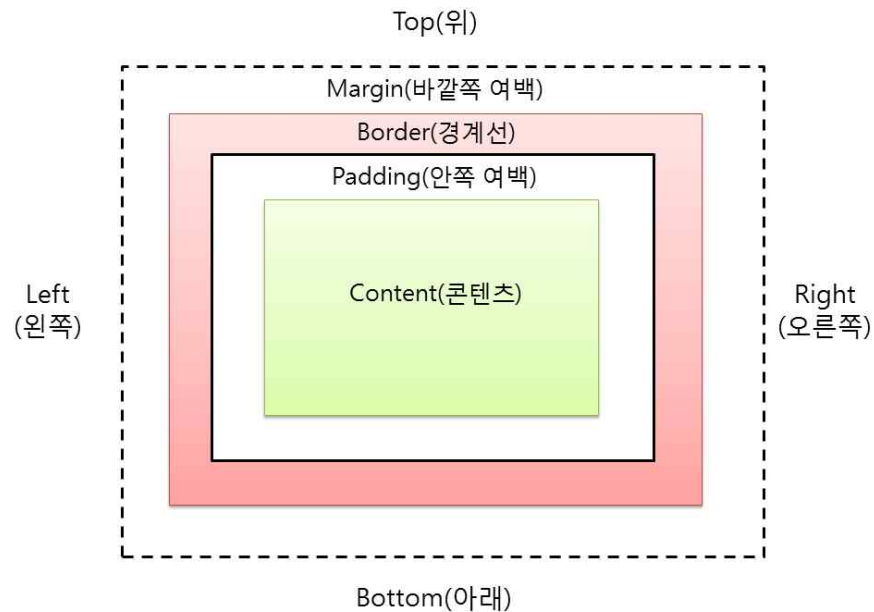 Top(위)
Margin(바깥쪽 여백)
Border(경계선)
Padding(안쪽 여백)
Left
(왼쪽)
Content(콘텐츠)
Right
(오른쪽)
Bottom(아래)